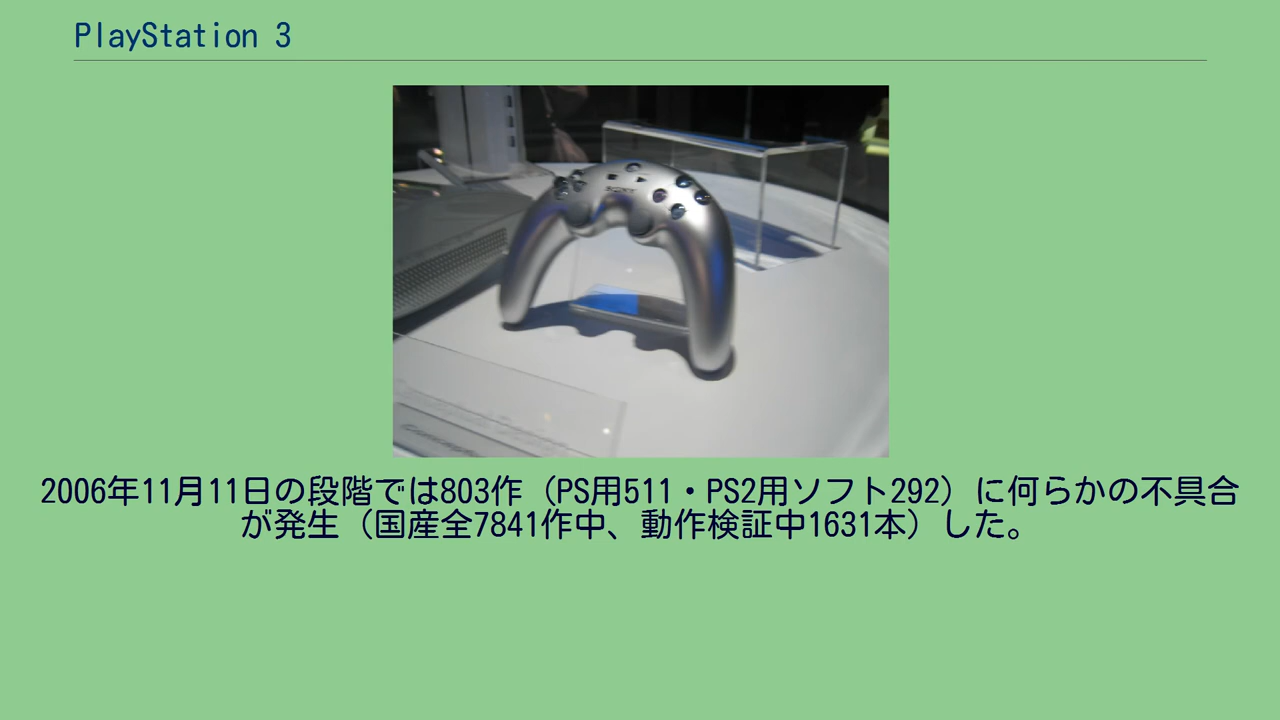 PlayStation 3
SONY
2006年11月11日の段階では803作（PS用511・PS2用ソフト292）に何らかの不具合
が発生（国産全7841作中、動作検証中1631本）した。